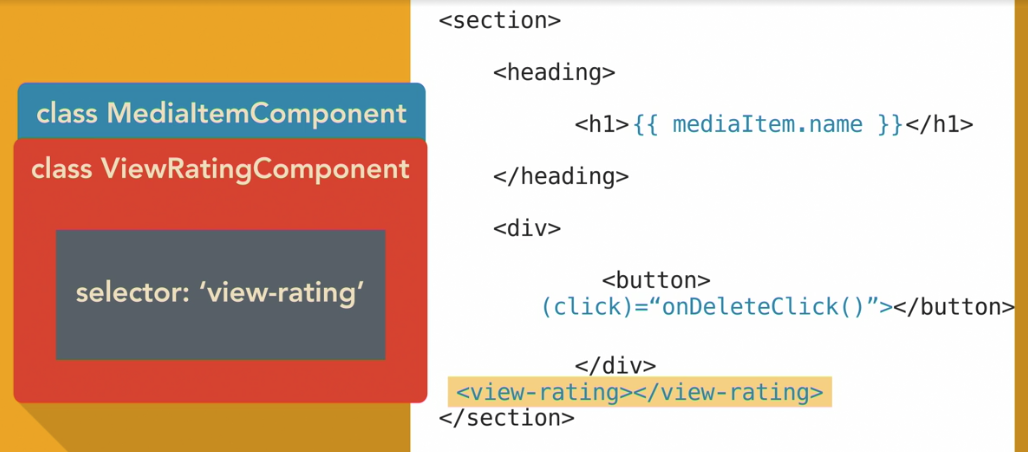 class MediaItemComponent
class ViewRatingComponent
selector: ‘view-rating’
<section>
<heading>
<h1>{{ mediaItem.name }}</h1>
</heading>
<div>
<button>
(click)=“onDeleteClick()”></button>
</div>
<view-rating></view-rating>
</section>